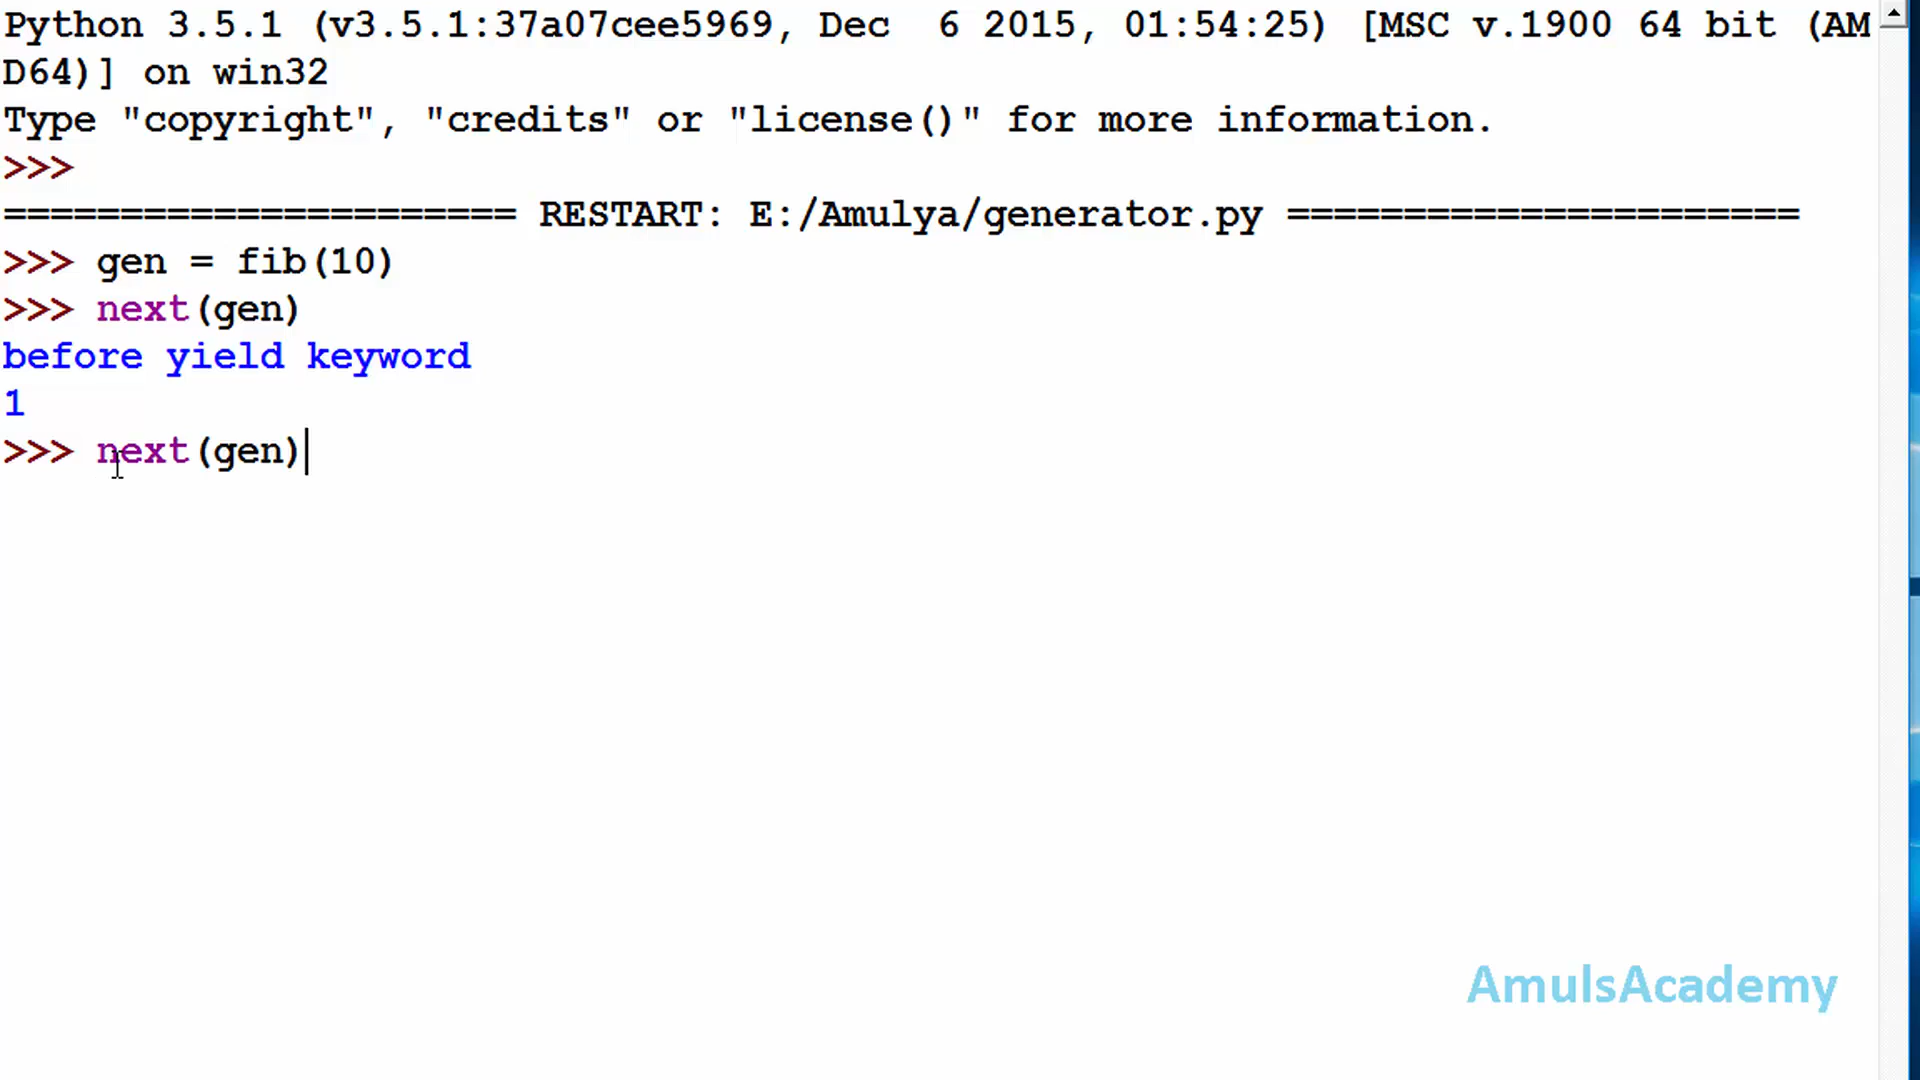 Python 3.5.1 (v3.5.1:37a07cee5969, Dec  6 2015, 01:54:25) [MSC v.1900 64 bit (AM
D64)] on win32
Type "copyright", "credits" or "license()" for more information.
>>>
====================== RESTART: E:/Amulya/generator.py ======================
>>> gen = fib(10)
>>> next(gen)
before yield keyword
1
>>> next(gen)
AmulsAcademy